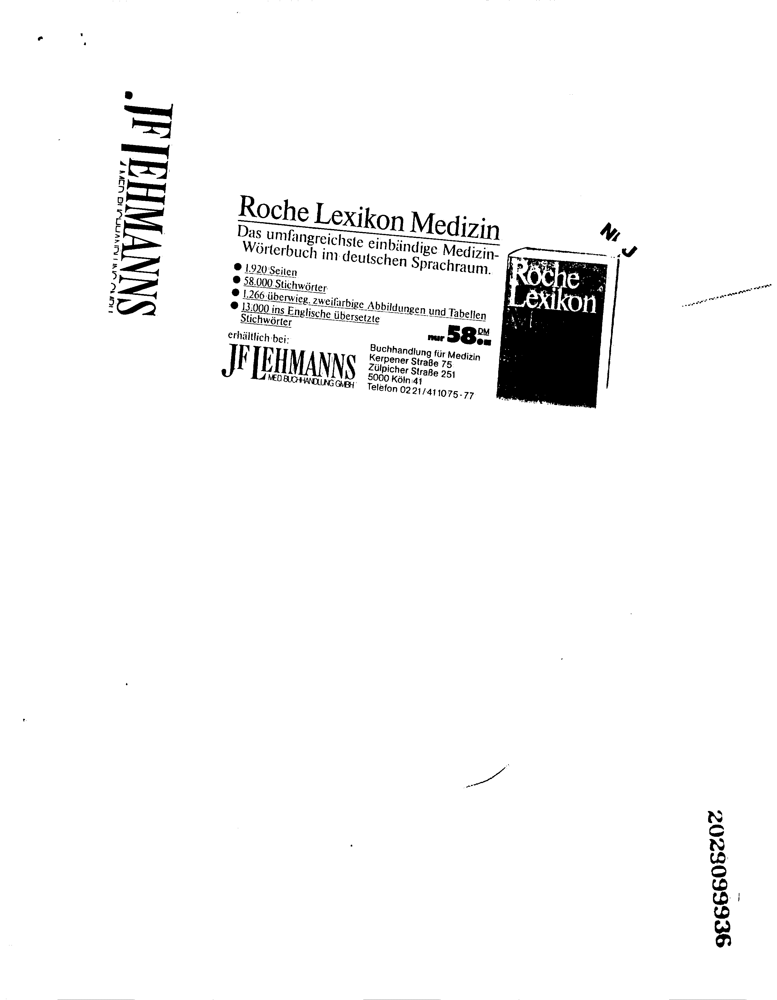 JF LEHMANNS
Roche Lexikon Medizin
Das umfangreichste einbändige Medizin-
Wörterbuch im deutschen Sprachraum.
● 1.920 Seiten
● 58.000 Stichwörter
● 1.266 überwieg. zweifarbige Abbildungen und Tabellen
● 13.000 ins Englische übersetzte
Stichwörter
nur 58.- DM
erhältlich bei:
JF LEHMANNS
MED. BUCHHANDLUNG GMBH
Buchhandlung für Medizin
Kerpener Straße 75
Zülpicher Straße 251
5000 Köln 41
Telefon 0221/411075-77
Roche
Lexikon
2029099936